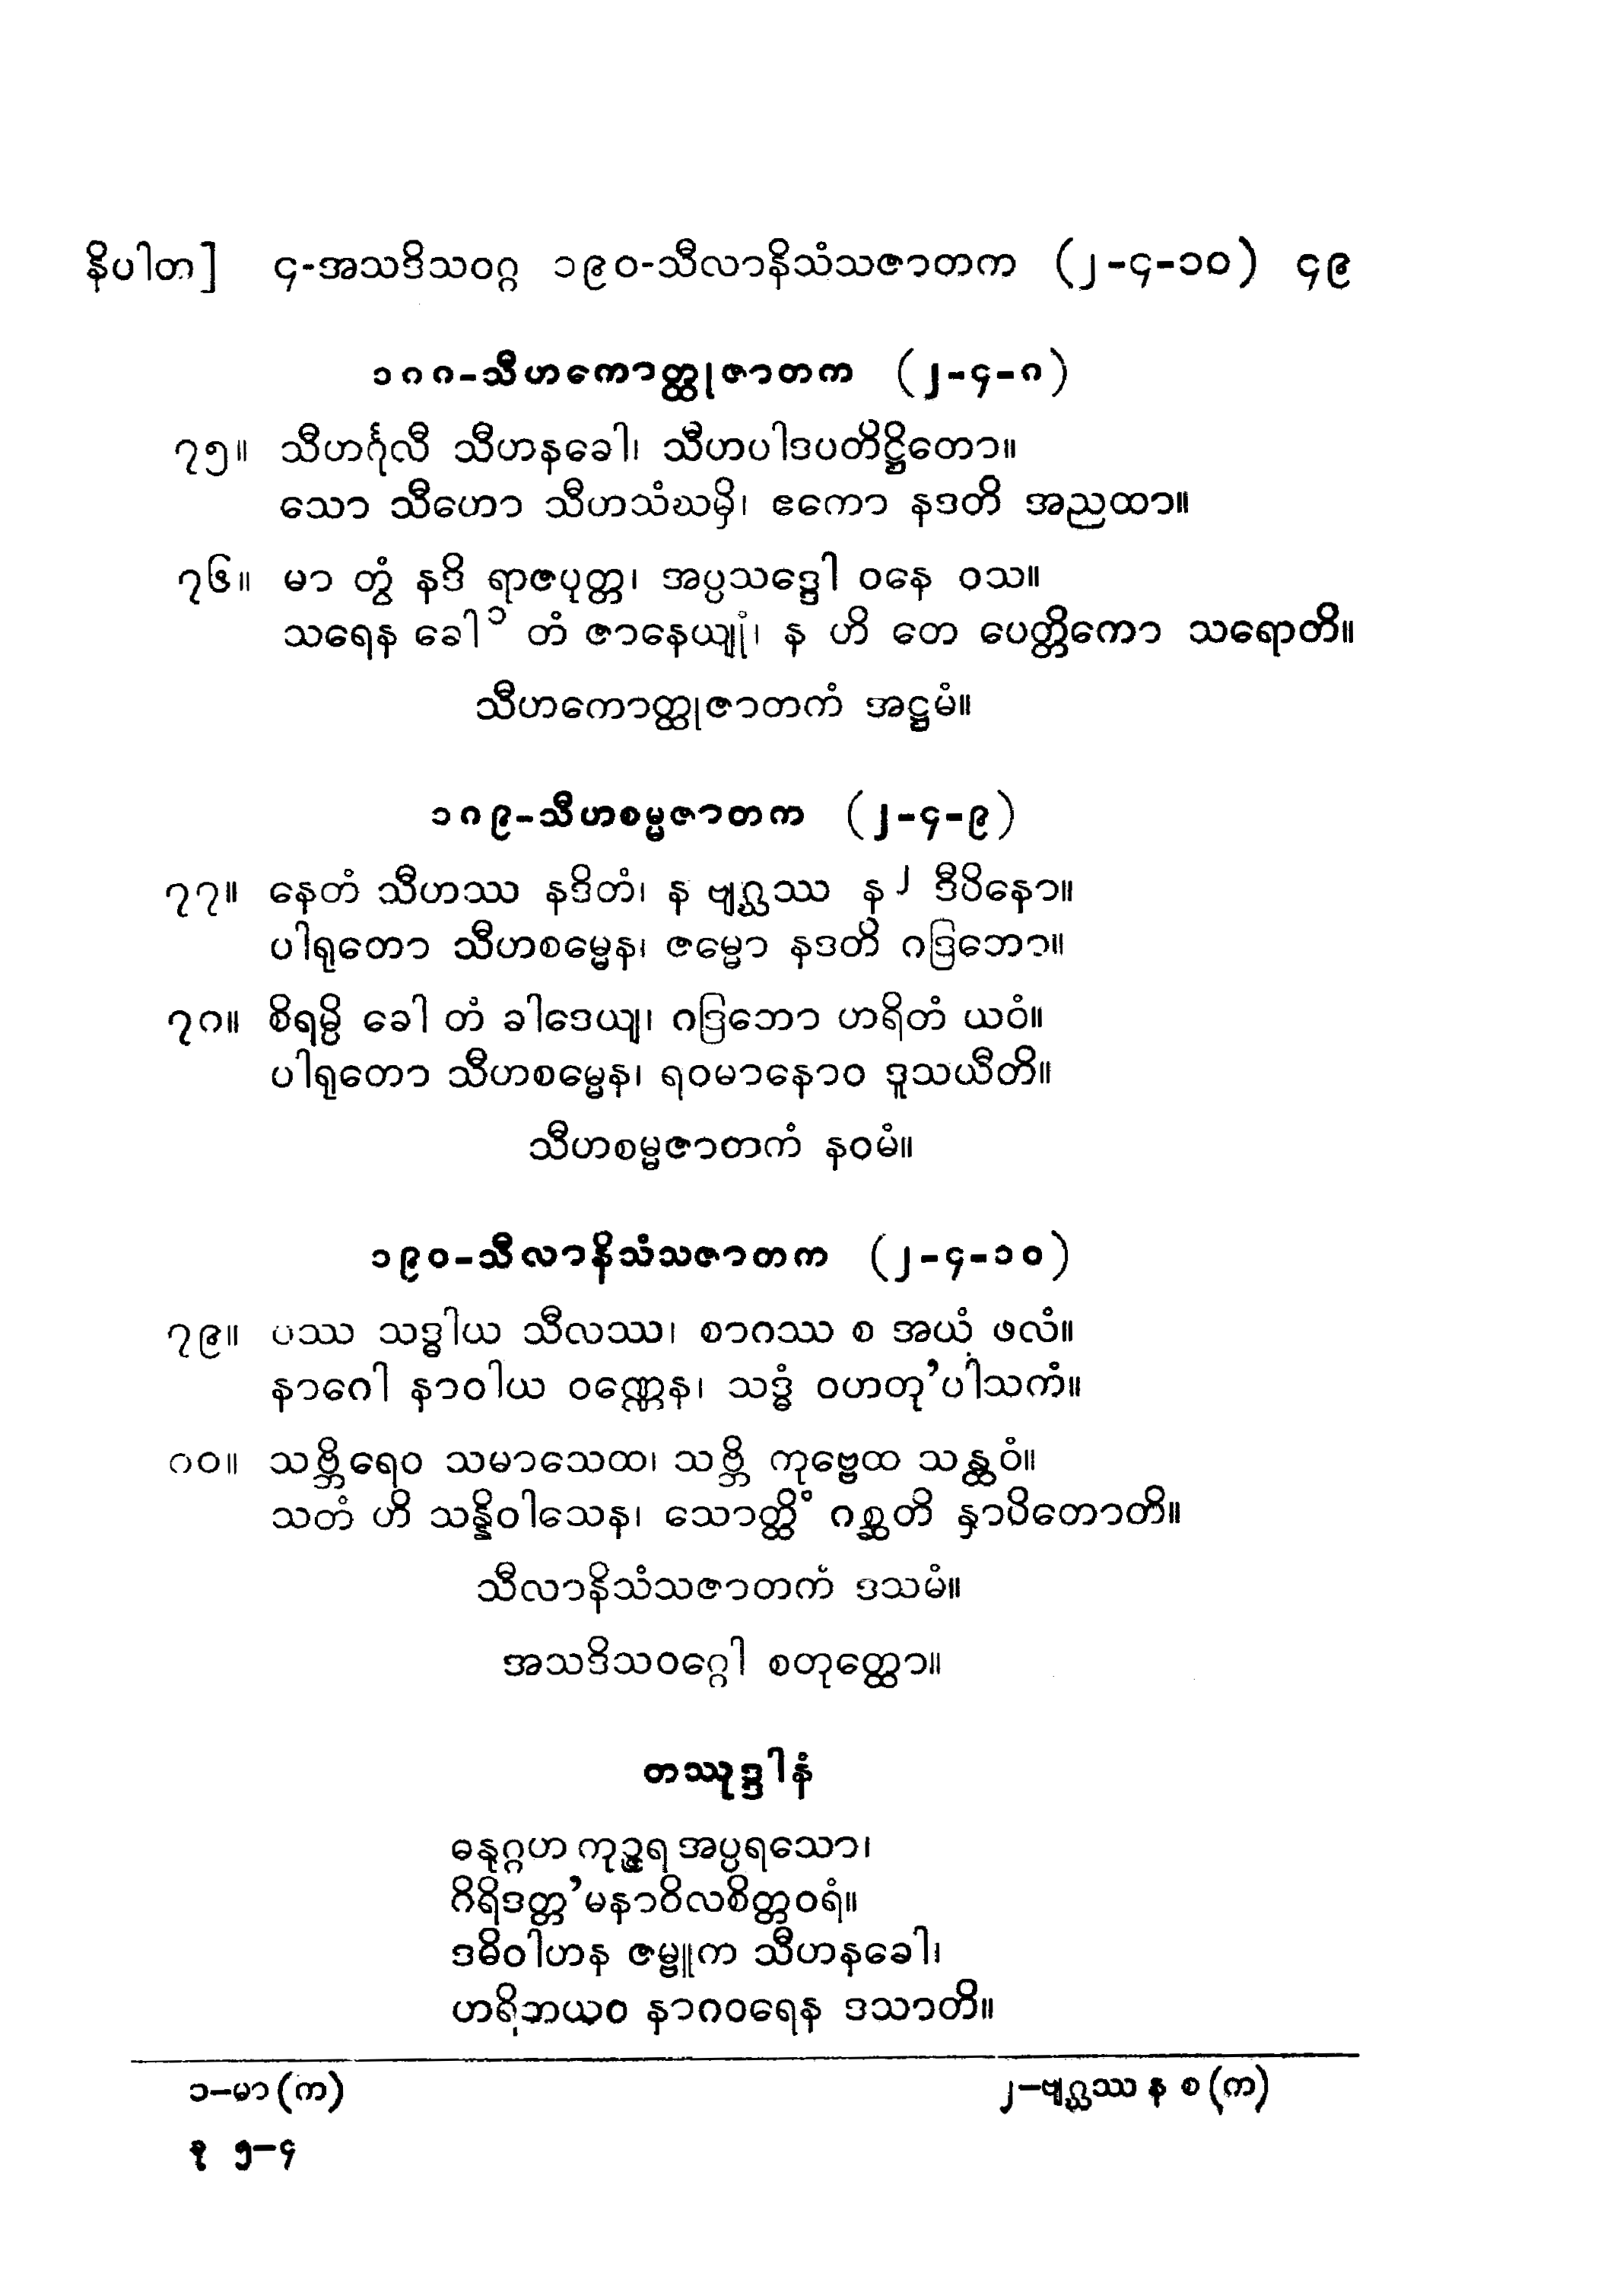 နိပါတ] ၄-အသဒိသဝဂ္ဂ ၁၉၀-သီလာနိသံသဇာတက (၂-၄-၁၀) ၄၉
၁၈၈-သီဟကောတ္ထုဇာတက (၂-၄-၈)
၇၅။ သီဟင်္ဂုလီ သီဟနခေါ၊ သီဟပါဒပတိဋ္ဌိတော။
သော သီဟော သီဟသံဃမှိ၊ ဧကော နဒတိ အညထာ။
၇၆။ မာ တွံ နဒိ ရာဇပုတ္တ၊ အပ္ပသဒ္ဒေါ ဝနေ ဝသ။
သရေန ခေါ၁ တံ ဇာနေယျုံ၊ န ဟိ တေ ပေတ္တိကော သရောတိ။
သီဟကောတ္ထုဇာတကံ အဋ္ဌမံ။
၁၈၉-သီဟစမ္မဇာတက (၂-၄-၉)
၇၇။ နေတံ သီဟဿ နဒိတံ၊ န ဗျဂ္ဃဿ န၂ ဒီပိနော။
ပါရုတော သီဟစမ္မေန၊ ဇမ္မော နဒတိ ဂဒြဘော။
၇၈။ စိရမ္ပိ ခေါ တံ ခါဒေယျ၊ ဂဒြဘော ဟရိတံ ယဝံ။
ပါရုတော သီဟစမ္မေန၊ ရဝမာနောဝ ဒူသယီတိ။
သီဟစမ္မဇာတကံ နဝမံ။
၁၉၀-သီလာနိသံသဇာတက (၂-၄-၁၀)
၇၉။ ပဿ သဒ္ဓါယ သီလဿ၊ စာဂဿ စ အယံ ဖလံ။
နာဂေါ နာဝါယ ဝဏ္ဏေန၊ သဒ္ဓံ ဝဟတု’ပါသကံ။
၈၀။ သဗ္ဘိရေဝ သမာသေထ၊ သဗ္ဘိ ကုဗ္ဗေထ သန္ထဝံ။
သတံ ဟိ သန္နိဝါသေန၊ သောတ္ထိံ ဂစ္ဆတိ နှာပိတောတိ။
သီလာနိသံသဇာတကံ ဒသမံ။
အသဒိသဝဂ္ဂေါ စတုတ္ထော။
တဿုဒ္ဒါနံ
ဓနုဂ္ဂဟ ကုဉ္ဇရ အပ္ပရသော၊
ဂိရိဒတ္တ’မနာဝိလစိတ္တဝရံ။
ဒဓိဝါဟန ဇမ္ဗူက သီဟနခေါ၊
ဟရိဘယဝ နာဂဝရေန ဒသာတိ။
၁–မာ (က) ၂–ဗျဂ္ဃဿ န စ (က)
နု ၅–၄